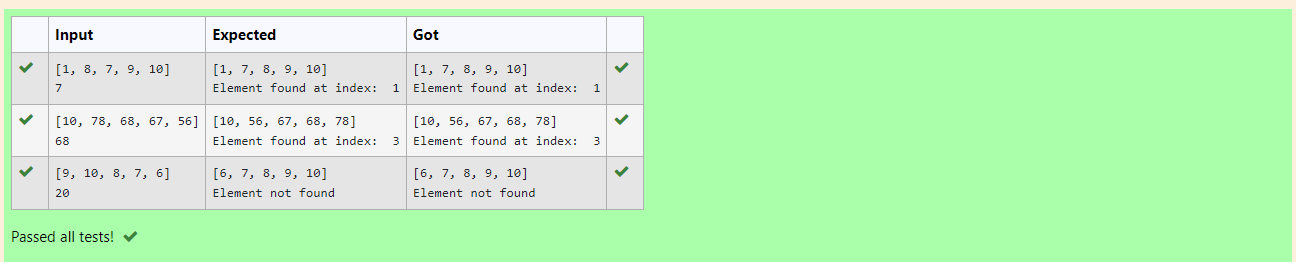 Input Expected Got
[1, 8, 7, 9, 10] [1, 7, 8, 9, 10] [1, 7, 8, 9, 10]
7 Element found at index:  1 Element found at index:  1
[10, 78, 68, 67, 56] [10, 56, 67, 68, 78] [10, 56, 67, 68, 78]
68 Element found at index:  3 Element found at index:  3
[9, 10, 8, 7, 6] [6, 7, 8, 9, 10] [6, 7, 8, 9, 10]
20 Element not found Element not found
Passed all tests!